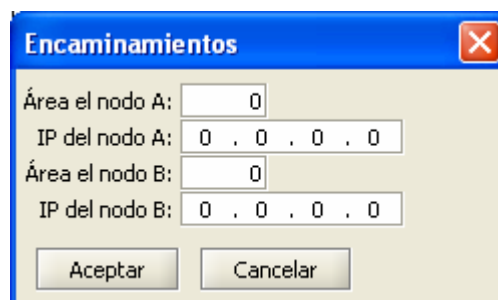 Encaminamientos
Área el nodo A: 0
IP del nodo A: 0 . 0 . 0 . 0
Área el nodo B: 0
IP del nodo B: 0 . 0 . 0 . 0
Aceptar Cancelar